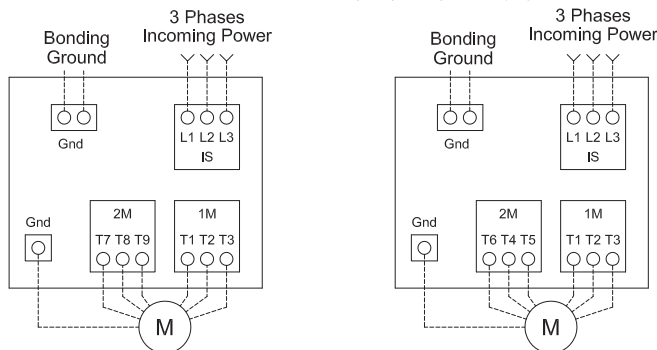 3 Phases
Incoming Power
Bonding
Ground
Gnd
L1 L2 L3
IS
Gnd
2M
T7 T8 T9
1M
T1 T2 T3
M
3 Phases
Incoming Power
Bonding
Ground
Gnd
L1 L2 L3
IS
Gnd
2M
T6 T4 T5
1M
T1 T2 T3
M